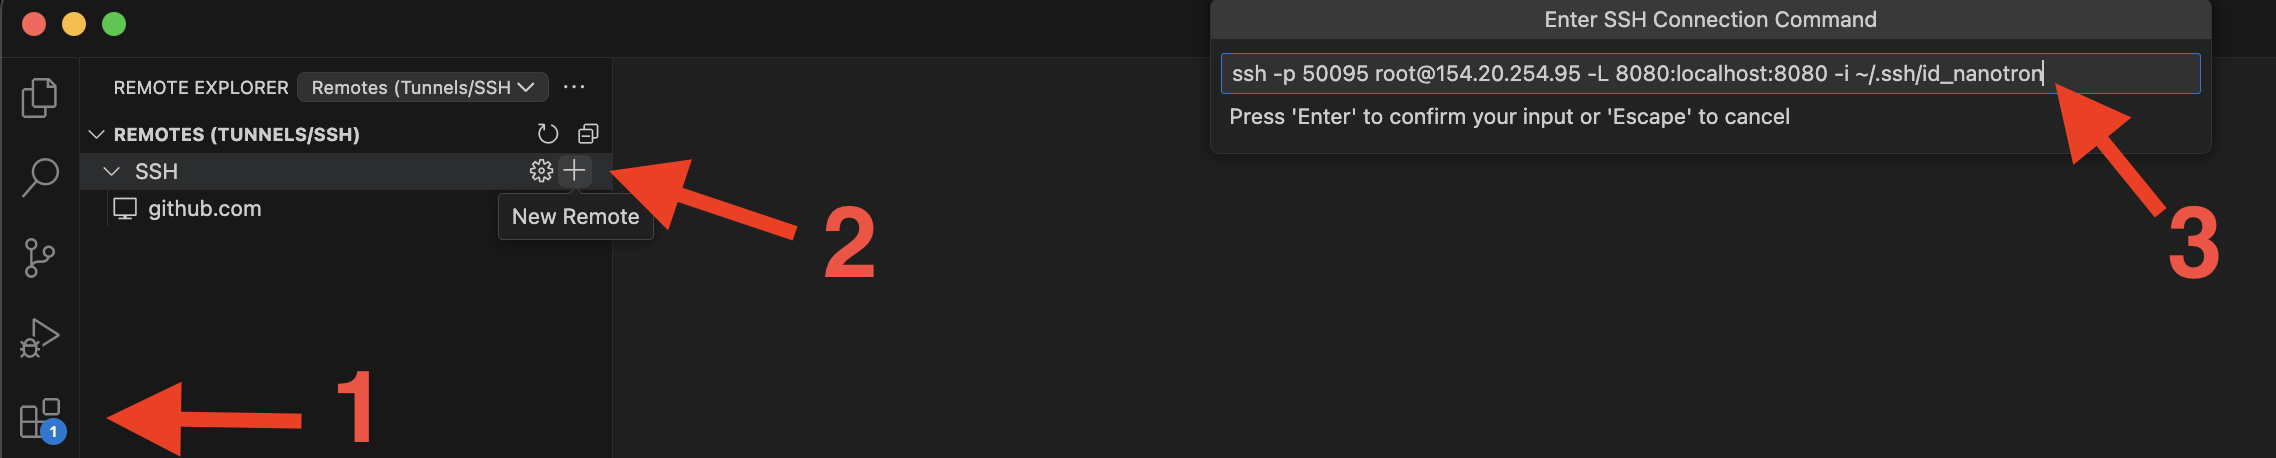 Enter SSH Connection Command
ssh -p 50095 root@154.20.254.95 -L 8080:localhost:8080 -i ~/.ssh/id_nanotron
Press 'Enter' to confirm your input or 'Escape' to cancel
REMOTE EXPLORER Remotes (Tunnels/SSH ...
REMOTES (TUNNELS/SSH)
SSH
github.com
New Remote
1
2
3
1